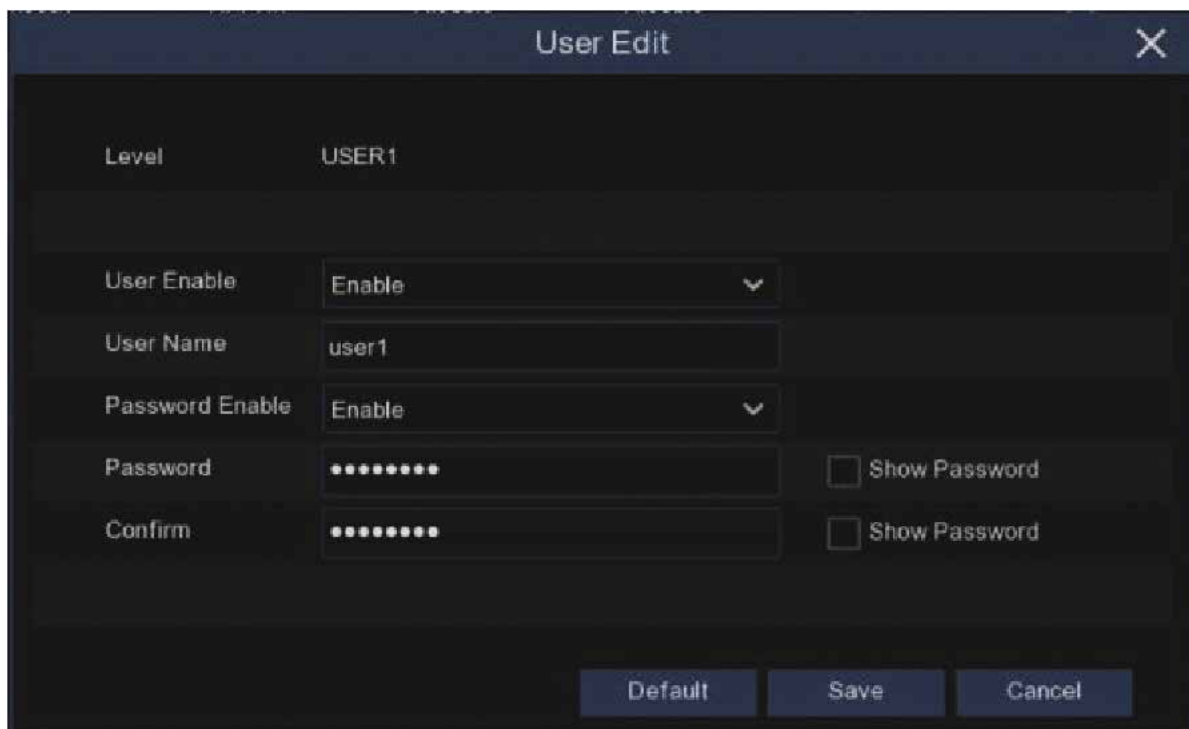 User Edit
Level USER1
User Enable Enable
User Name user1
Password Enable Enable
Password ●●●●●●●● Show Password
Confirm ●●●●●●●● Show Password
Default Save Cancel